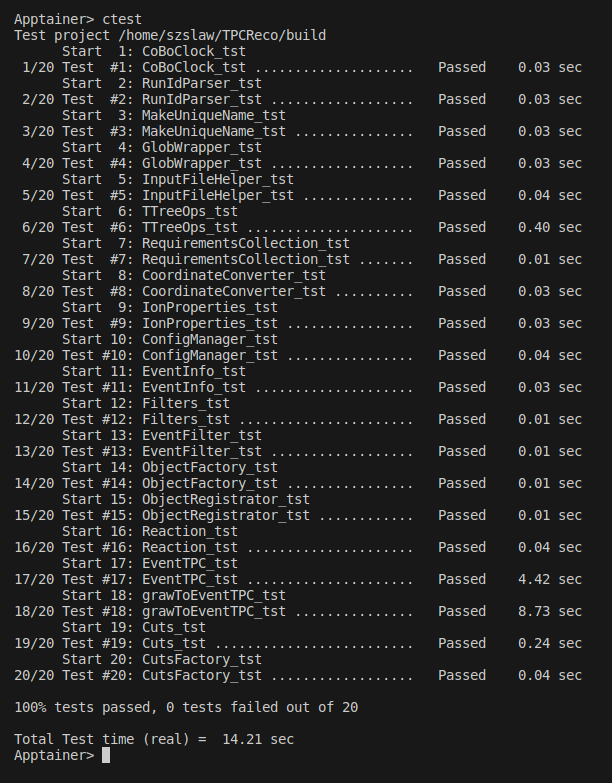 Apptainer> ctest
Test project /home/szslaw/TPCReco/build
      Start  1: CoBoClock_tst
 1/20 Test  #1: CoBoClock_tst ....................   Passed    0.03 sec
      Start  2: RunIdParser_tst
 2/20 Test  #2: RunIdParser_tst ..................   Passed    0.03 sec
      Start  3: MakeUniqueName_tst
 3/20 Test  #3: MakeUniqueName_tst ...............   Passed    0.03 sec
      Start  4: GlobWrapper_tst
 4/20 Test  #4: GlobWrapper_tst ..................   Passed    0.03 sec
      Start  5: InputFileHelper_tst
 5/20 Test  #5: InputFileHelper_tst ..............   Passed    0.04 sec
      Start  6: TTreeOps_tst
 6/20 Test  #6: TTreeOps_tst .....................   Passed    0.40 sec
      Start  7: RequirementsCollection_tst
 7/20 Test  #7: RequirementsCollection_tst .......   Passed    0.01 sec
      Start  8: CoordinateConverter_tst
 8/20 Test  #8: CoordinateConverter_tst ..........   Passed    0.03 sec
      Start  9: IonProperties_tst
 9/20 Test  #9: IonProperties_tst ................   Passed    0.03 sec
      Start 10: ConfigManager_tst
10/20 Test #10: ConfigManager_tst ................   Passed    0.04 sec
      Start 11: EventInfo_tst
11/20 Test #11: EventInfo_tst ....................   Passed    0.03 sec
      Start 12: Filters_tst
12/20 Test #12: Filters_tst ......................   Passed    0.01 sec
      Start 13: EventFilter_tst
13/20 Test #13: EventFilter_tst ..................   Passed    0.01 sec
      Start 14: ObjectFactory_tst
14/20 Test #14: ObjectFactory_tst ................   Passed    0.01 sec
      Start 15: ObjectRegistrator_tst
15/20 Test #15: ObjectRegistrator_tst ............   Passed    0.01 sec
      Start 16: Reaction_tst
16/20 Test #16: Reaction_tst .....................   Passed    0.04 sec
      Start 17: EventTPC_tst
17/20 Test #17: EventTPC_tst .....................   Passed    4.42 sec
      Start 18: grawToEventTPC_tst
18/20 Test #18: grawToEventTPC_tst ...............   Passed    8.73 sec
      Start 19: Cuts_tst
19/20 Test #19: Cuts_tst .........................   Passed    0.24 sec
      Start 20: CutsFactory_tst
20/20 Test #20: CutsFactory_tst ..................   Passed    0.04 sec

100% tests passed, 0 tests failed out of 20

Total Test time (real) =  14.21 sec
Apptainer>